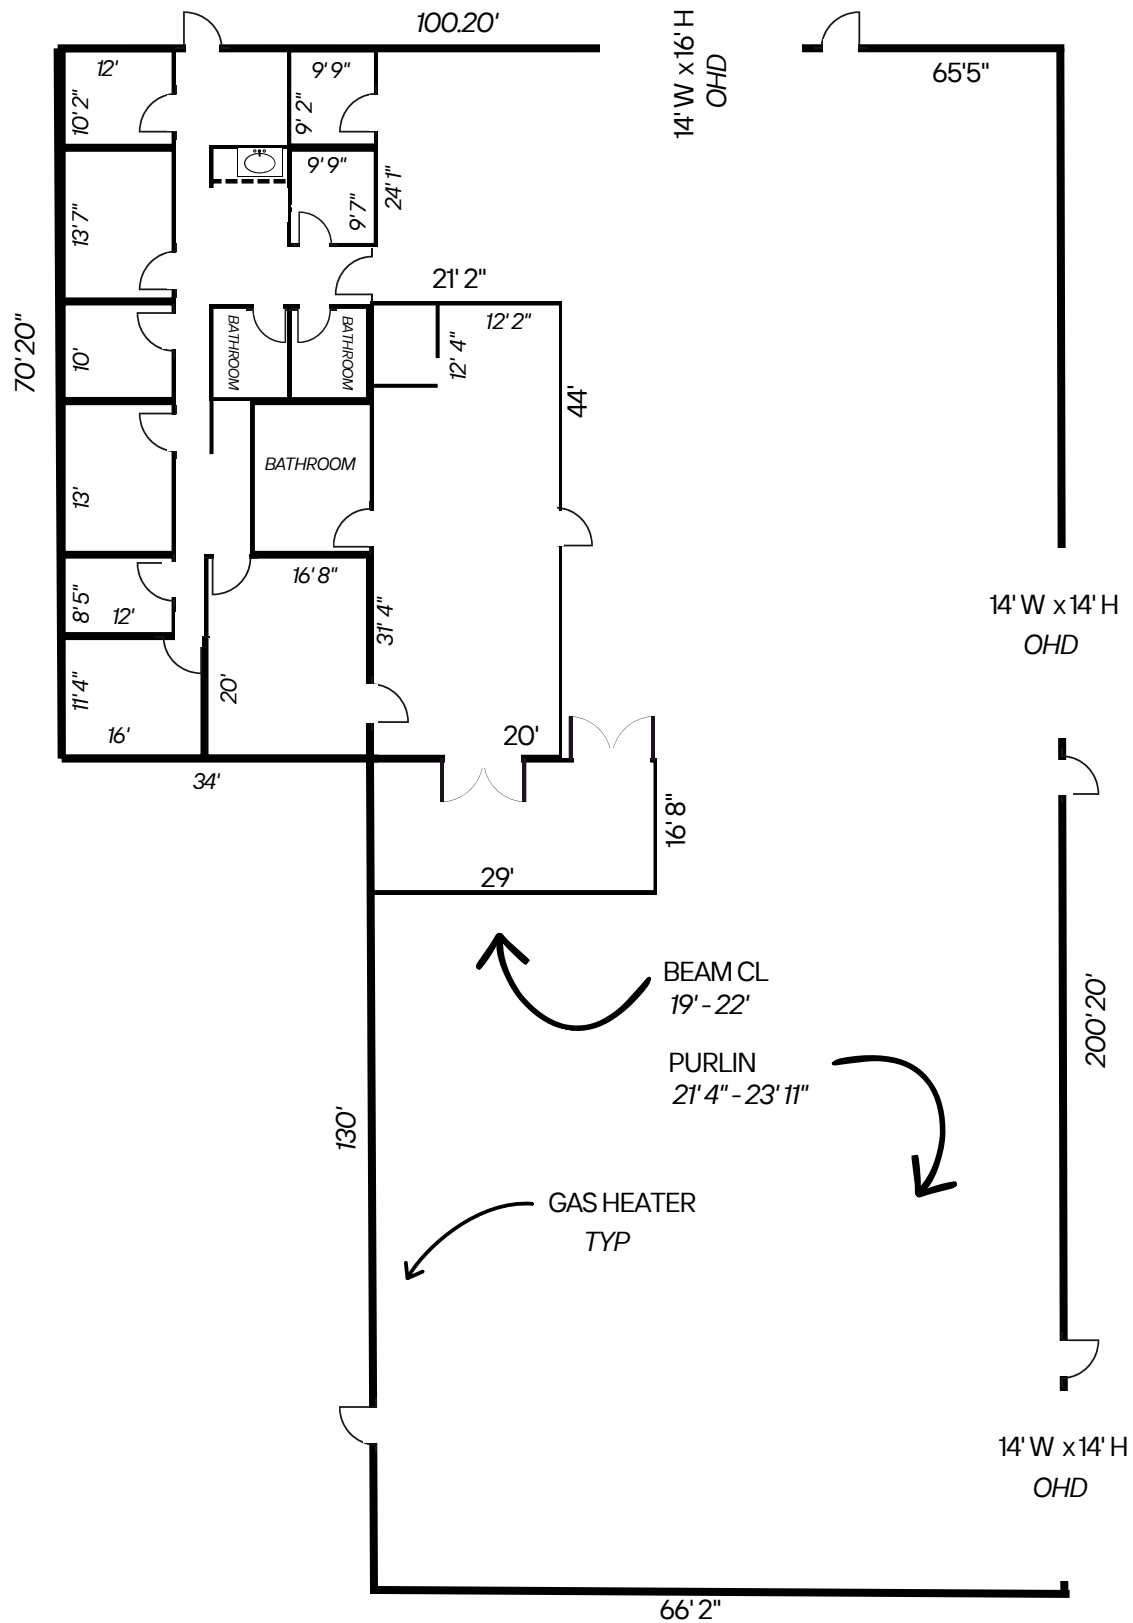 100.20'
14' W x 16' H
OHD
65'5"
12'
10' 2"
9' 9"
9' 2"
9' 9"
9' 7"
24' 1"
13' 7"
21' 2"
12' 2"
12' 4"
44'
70' 20"
10'
BATHROOM
BATHROOM
BATHROOM
13'
16' 8"
8' 5"
12'
31' 4"
20'
11' 4"
16'
34'
20'
14' W x 14' H
OHD
16' 8"
29'
BEAM CL
19' - 22'
PURLIN
21' 4" - 23' 11"
200' 20'
130'
GAS HEATER
TYP
14' W x 14' H
OHD
66' 2"